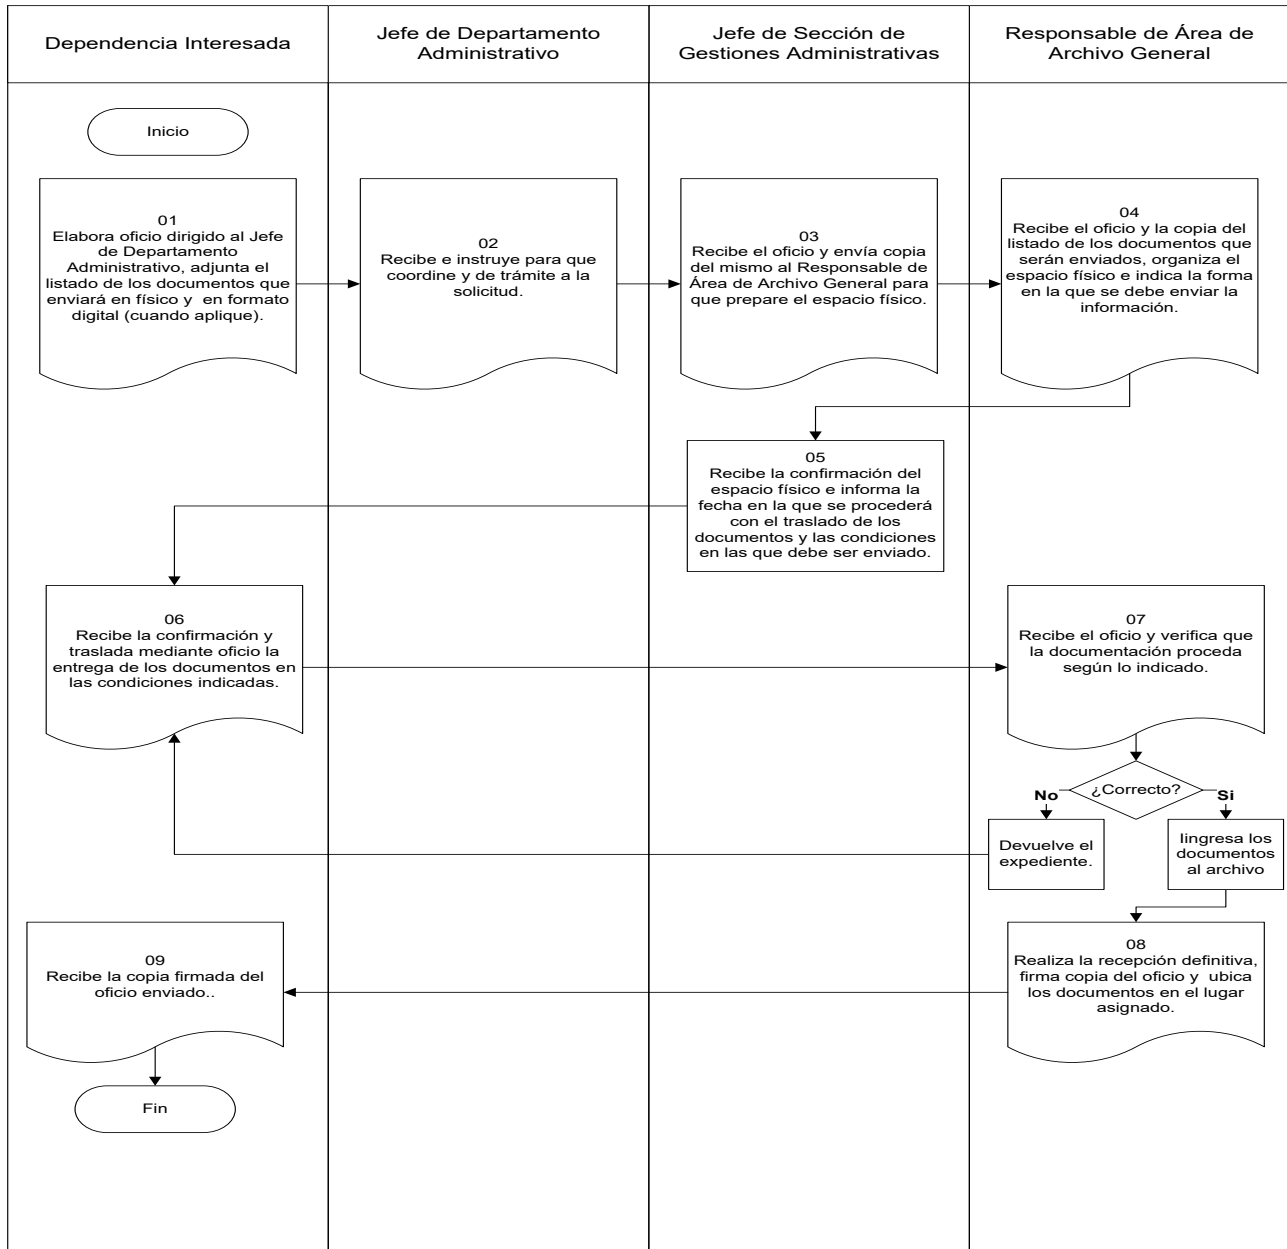 Dependencia Interesada
Jefe de Departamento
Administrativo
Jefe de Sección de
Gestiones Administrativas
Responsable de Área de
Archivo General
Inicio
01
Elabora oficio dirigido al Jefe
de Departamento
Administrativo, adjunta el
listado de los documentos que
enviará en físico y en formato
digital (cuando aplique).
02
Recibe e instruye para que
coordine y de trámite a la
solicitud.
03
Recibe el oficio y envía copia
del mismo al Responsable de
Área de Archivo General para
que prepare el espacio físico.
04
Recibe el oficio y la copia del
listado de los documentos que
serán enviados, organiza el
espacio físico e indica la forma
en la que se debe enviar la
información.
05
Recibe la confirmación del
espacio físico e informa la
fecha en la que se procederá
con el traslado de los
documentos y las condiciones
en las que debe ser enviado.
06
Recibe la confirmación y
traslada mediante oficio la
entrega de los documentos en
las condiciones indicadas.
07
Recibe el oficio y verifica que
la documentación proceda
según lo indicado.
¿Correcto?
No
Si
Devuelve el
expediente.
Iingresa los
documentos
al archivo
08
Realiza la recepción definitiva,
firma copia del oficio y ubica
los documentos en el lugar
asignado.
09
Recibe la copia firmada del
oficio enviado..
Fin